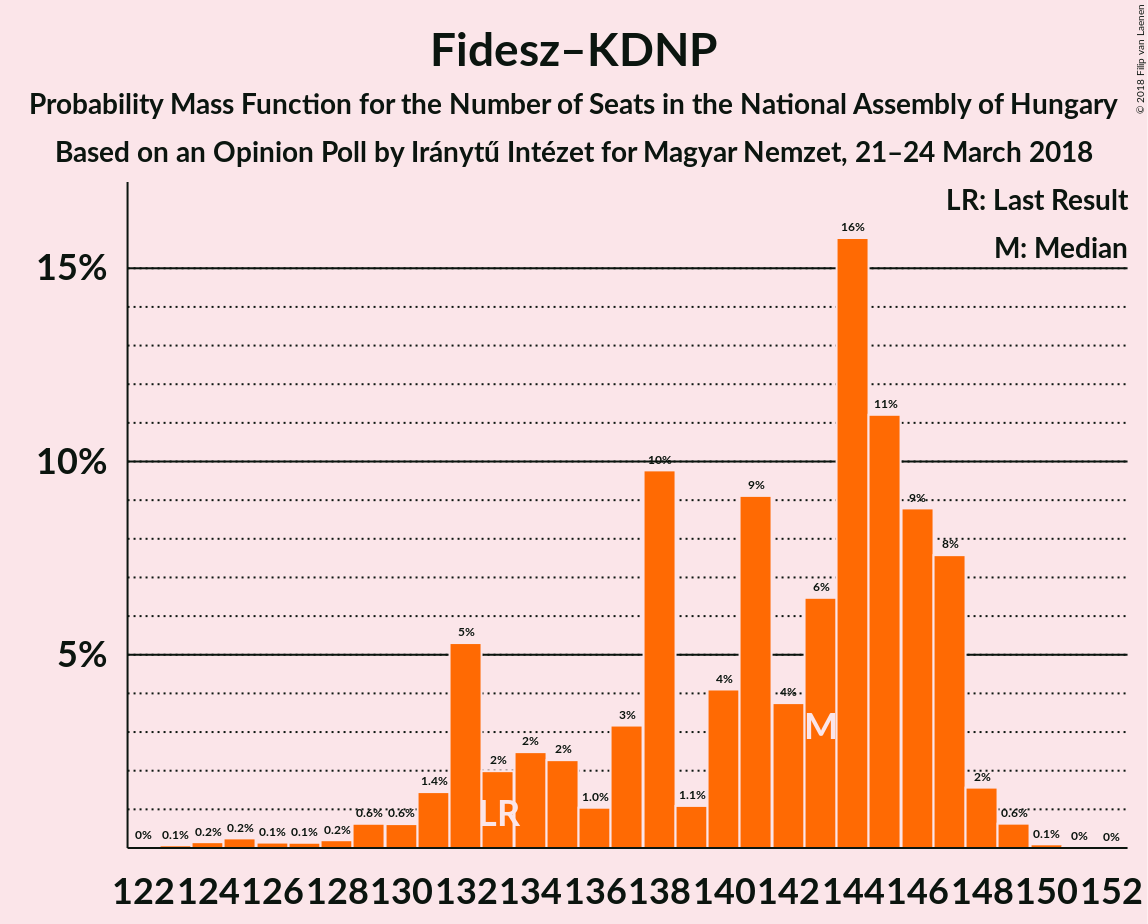 Fidesz–KDNP
Probability Mass Function for the Number of Seats in the National Assembly of Hungary
Based on an Opinion Poll by Iránytű Intézet for Magyar Nemzet, 21–24 March 2018
© 2018 Filip van Laenen
LR: Last Result
M: Median
15%
10%
5%
0% 0.1% 0.2% 0.2% 0.1% 0.1% 0.2% 0.6% 0.6% 1.4% 5% 2% 2% 2% 1.0% 3% 10% 1.1% 4% 9% 4% 6% 16% 11% 9% 8% 2% 0.6% 0.1% 0% 0%
LR
M
122 124 126 128 130 132 134 136 138 140 142 144 146 148 150 152